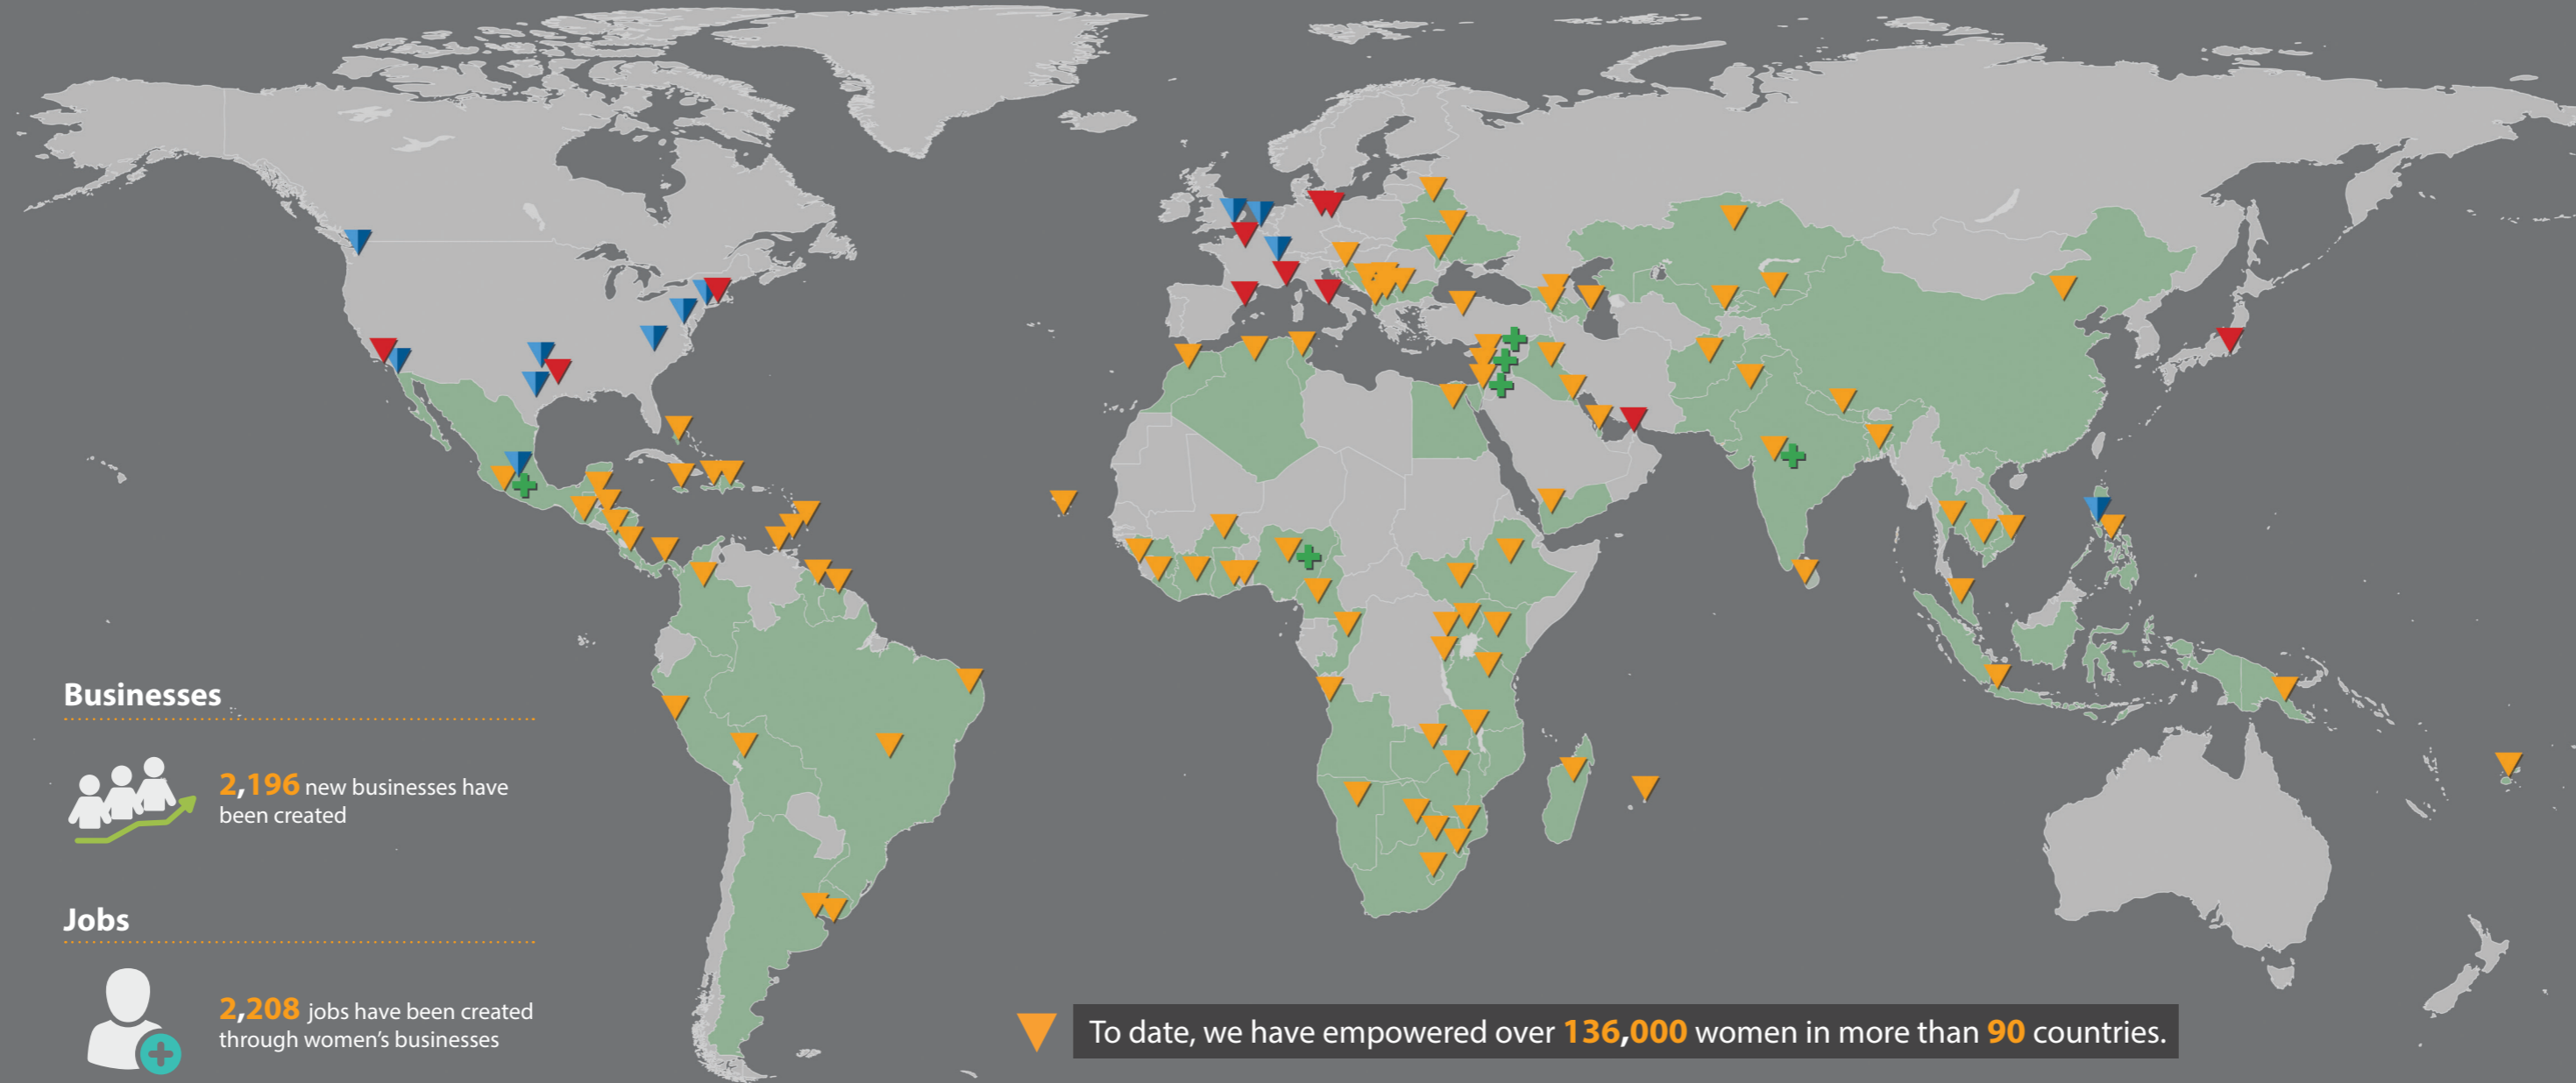 Businesses
2,196 new businesses have
been created
Jobs
2,208 jobs have been created
through women's businesses
To date, we have empowered over 136,000 women in more than 90 countries.